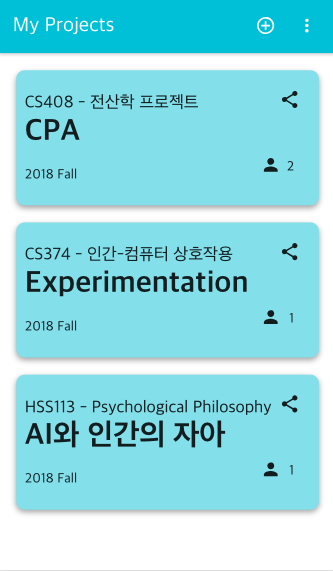 My Projects
CS408 - 전산학 프로젝트
CPA
2018 Fall
2
CS374 - 인간-컴퓨터 상호작용
Experimentation
2018 Fall
1
HSS113 - Psychological Philosophy
AI와 인간의 자아
2018 Fall
1